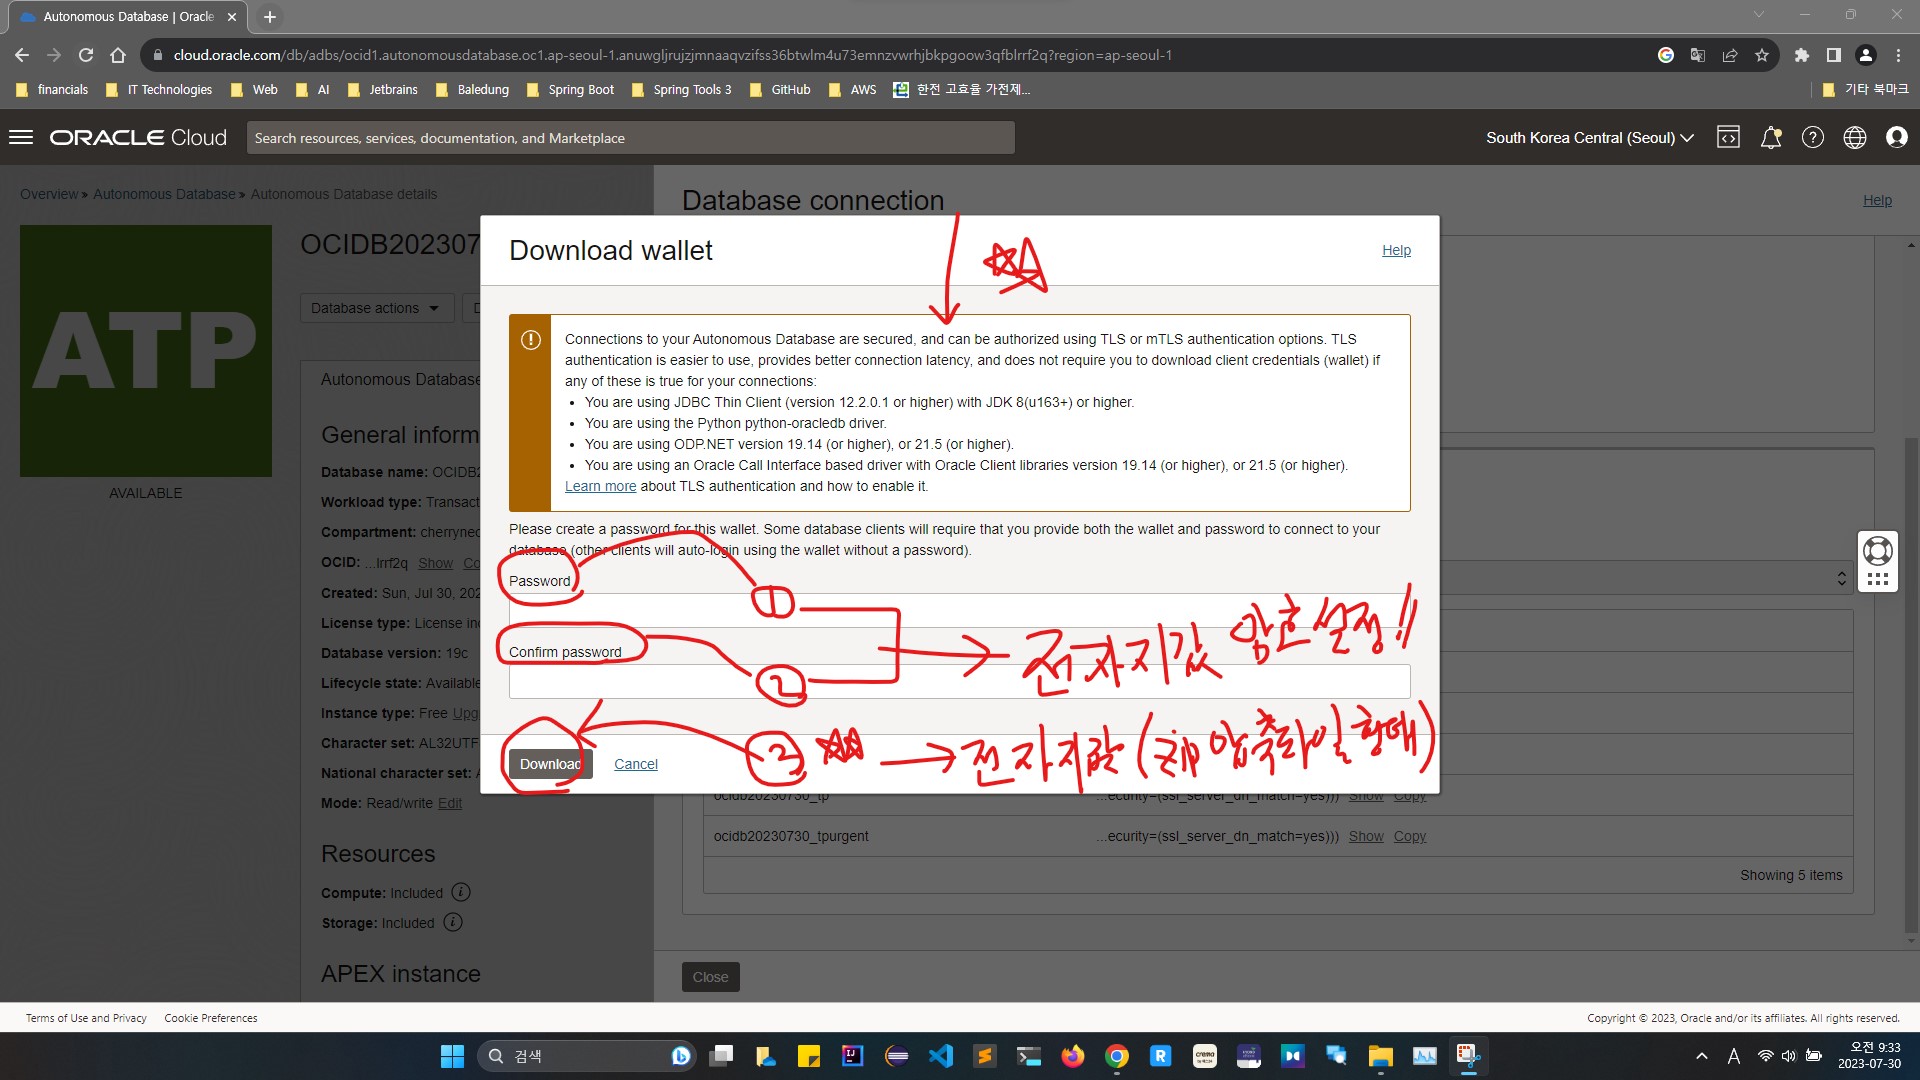 Autonomous Database | Oracle
cloud.oracle.com/db/adbs/ocid1.autonomousdatabase.oc1.ap-seoul-1.anuwgljrujzjmnaaqvzifss36btwlm4u73emnzvwrhjbkpgoow3qfblrrf2q?region=ap-seoul-1
financials IT Technologies Web AI Jetbrains Baledung Spring Boot Spring Tools 3 GitHub AWS 한전 고효율 가전제... 기타 북마크
ORACLE Cloud Search resources, services, documentation, and Marketplace South Korea Central (Seoul)
Overview » Autonomous Database » Autonomous Database details
Database connection Help
ATP
AVAILABLE
OCIDB202307
Database actions
Autonomous Database
General inform
Database name: OCIDB2
Workload type: Transact
Compartment: cherryned
OCID: ...lrrf2q Show Co
Created: Sun, Jul 30, 202
License type: License inc
Database version: 19c
Lifecycle state: Available
Instance type: Free Upg
Character set: AL32UTF
National character set: A
Mode: Read/write Edit
Resources
Compute: Included
Storage: Included
APEX instance
Download wallet Help
Connections to your Autonomous Database are secured, and can be authorized using TLS or mTLS authentication options. TLS
authentication is easier to use, provides better connection latency, and does not require you to download client credentials (wallet) if
any of these is true for your connections:
• You are using JDBC Thin Client (version 12.2.0.1 or higher) with JDK 8(u163+) or higher.
• You are using the Python python-oracledb driver.
• You are using ODP.NET version 19.14 (or higher), or 21.5 (or higher).
• You are using an Oracle Call Interface based driver with Oracle Client libraries version 19.14 (or higher), or 21.5 (or higher).
Learn more about TLS authentication and how to enable it.
Please create a password for this wallet. Some database clients will require that you provide both the wallet and password to connect to your
database (other clients will auto-login using the wallet without a password).
Password
①
Confirm password
②
전자지갑 암호설정!!
Download Cancel
③ 전자지갑 (zip 압축파일 형태)
ocidb20230730_tp ...ecurity=(ssl_server_dn_match=yes))) Show Copy
ocidb20230730_tpurgent ...ecurity=(ssl_server_dn_match=yes))) Show Copy
Showing 5 items
Close
Terms of Use and Privacy Cookie Preferences Copyright © 2023, Oracle and/or its affiliates. All rights reserved.
검색
A
오전 9:33
2023-07-30